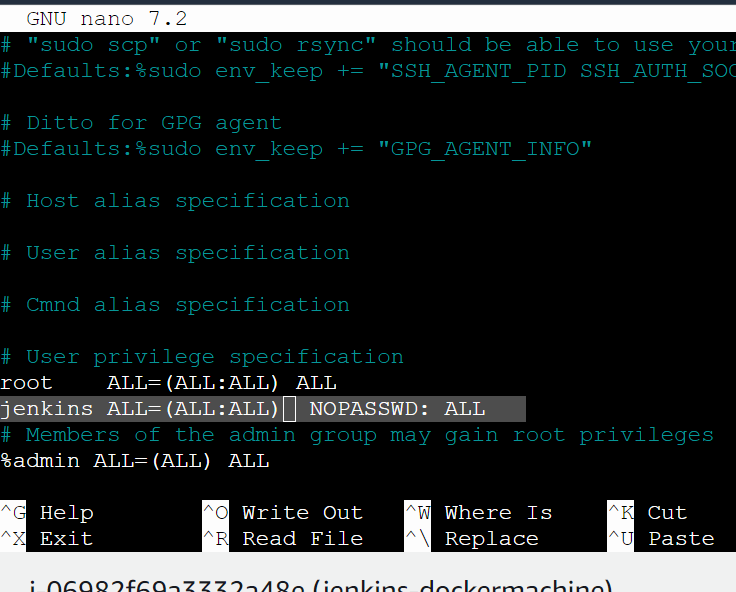 GNU nano 7.2
# "sudo scp" or "sudo rsync" should be able to use your
#Defaults:%sudo env_keep += "SSH_AGENT_PID SSH_AUTH_SOC
# Ditto for GPG agent
#Defaults:%sudo env_keep += "GPG_AGENT_INFO"
# Host alias specification
# User alias specification
# Cmnd alias specification
# User privilege specification
root    ALL=(ALL:ALL) ALL
jenkins ALL=(ALL:ALL) NOPASSWD: ALL
# Members of the admin group may gain root privileges
%admin ALL=(ALL) ALL
^G Help ^O Write Out ^W Where Is ^K Cut
^X Exit ^R Read File ^\ Replace ^U Paste
i-06982f69a3332a48e (jenkins-dockermachine)